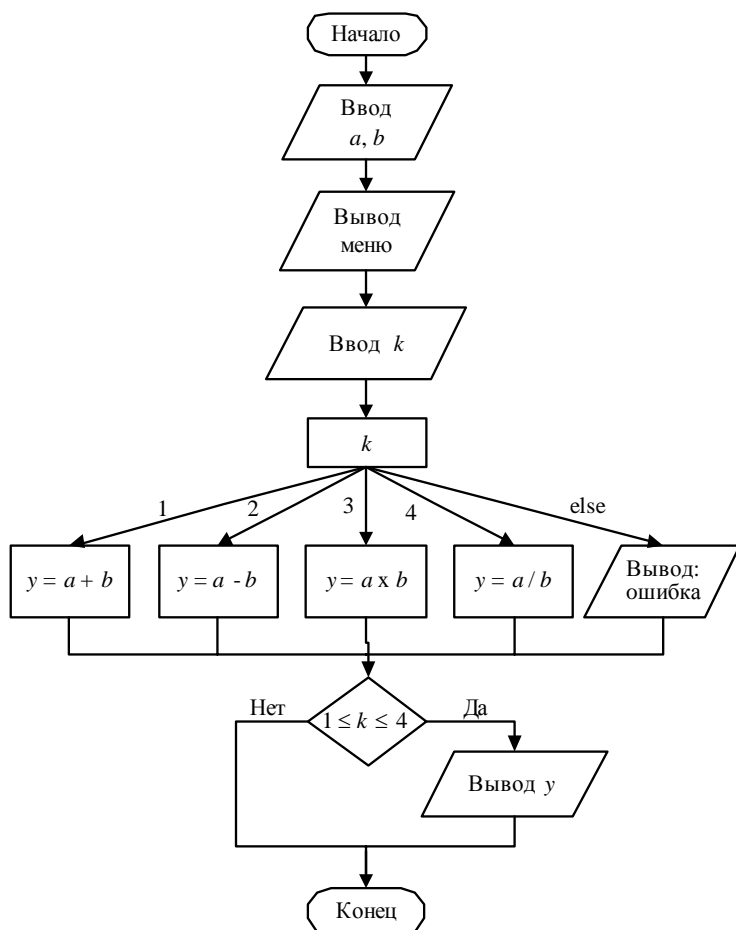 Начало
Ввод
a, b
Вывод
меню
Ввод k
k
1
2
3
4
else
y = a + b
y = a - b
y = a x b
y = a / b
Вывод:
ошибка
Нет
1 ≤ k ≤ 4
Да
Вывод y
Конец